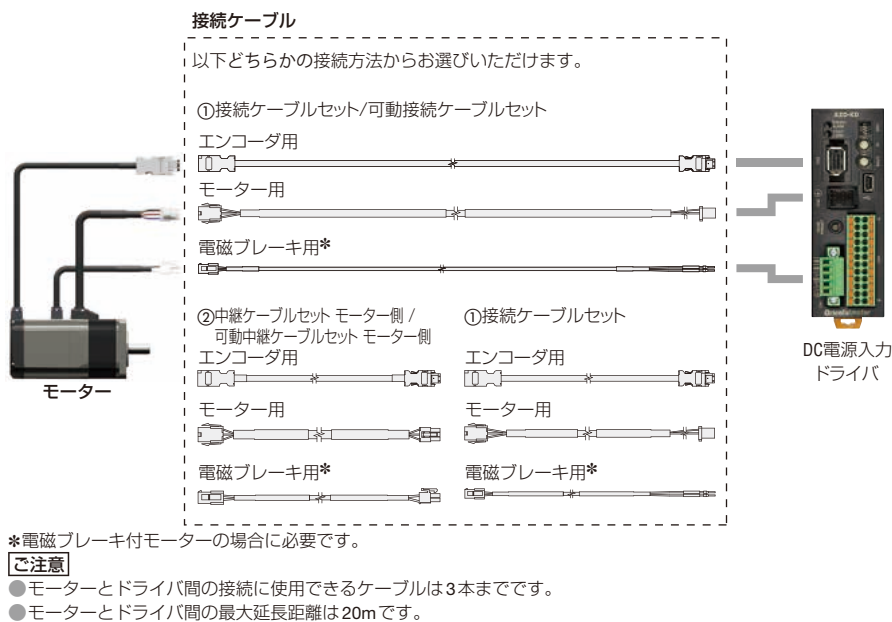 接続ケーブル
以下どちらかの接続方法からお選びいただけます。
①接続ケーブルセット/可動接続ケーブルセット
エンコーダ用
モーター用
電磁ブレーキ用*
②中継ケーブルセット モーター側 /
可動中継ケーブルセット モーター側
エンコーダ用
モーター用
電磁ブレーキ用*
①接続ケーブルセット
エンコーダ用
モーター用
電磁ブレーキ用*
モーター
Orientalmotor
DC電源入力
ドライバ
*電磁ブレーキ付モーターの場合に必要です。
ご注意
●モーターとドライバ間の接続に使用できるケーブルは3本までです。
●モーターとドライバ間の最大延長距離は20mです。